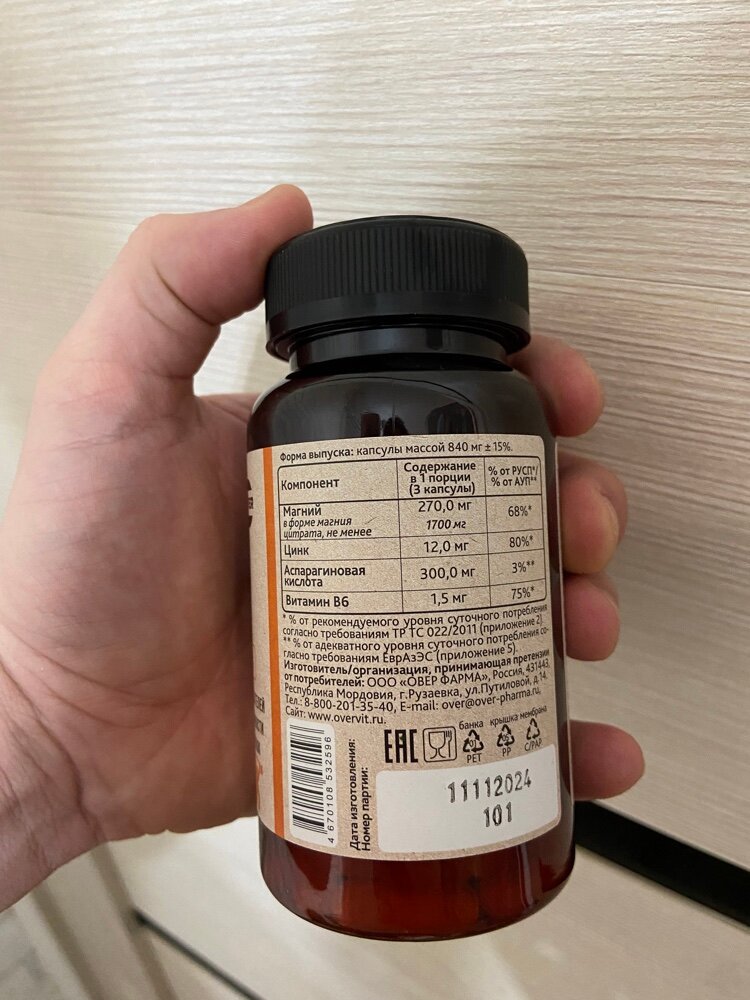 Форма выпуска: капсулы массой 840 мг ± 15%.
Компонент
Содержание
в 1 порции
(3 капсулы)
% от РУСП*/
% от АУП**
Магний
в форме магния
цитрата, не менее
270,0 мг
1700 мг
68%*
Цинк
12,0 мг
80%*
Аспарагиновая
кислота
300,0 мг
3%**
Витамин В6
1,5 мг
75%*
* % от рекомендуемого уровня суточного потребления
согласно требованиям ТР ТС 022/2011 (приложение 2).
** % от адекватного уровня суточного потребления со-
гласно требованиям ЕврАзЭС (приложение 5).
Изготовитель/организация, принимающая претензии
от потребителей: ООО «ОВЕР ФАРМА», Россия, 431443,
Республика Мордовия, г.Рузаевка, ул.Путиловой, д.14.
Тел.: 8-800-201-35-40, E-mail: over@over-pharma.ru,
Сайт: www.overvit.ru.
EAC
банка
крышка
мембрана
01
PET
05
PP
C/PAP
4 670108 532596
Дата изготовления:
Номер партии:
11112024
101